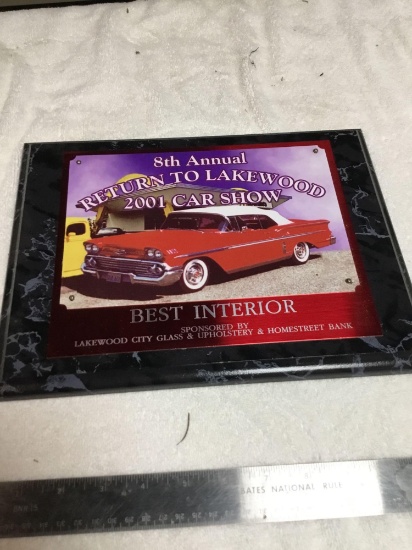 8th Annual
RETURN TO LAKEWOOD
2001 CAR SHOW
BEST INTERIOR
SPONSORED BY
LAKEWOOD CITY GLASS & UPHOLSTERY & HOMESTREET BANK
GATES NATIONAL RULE